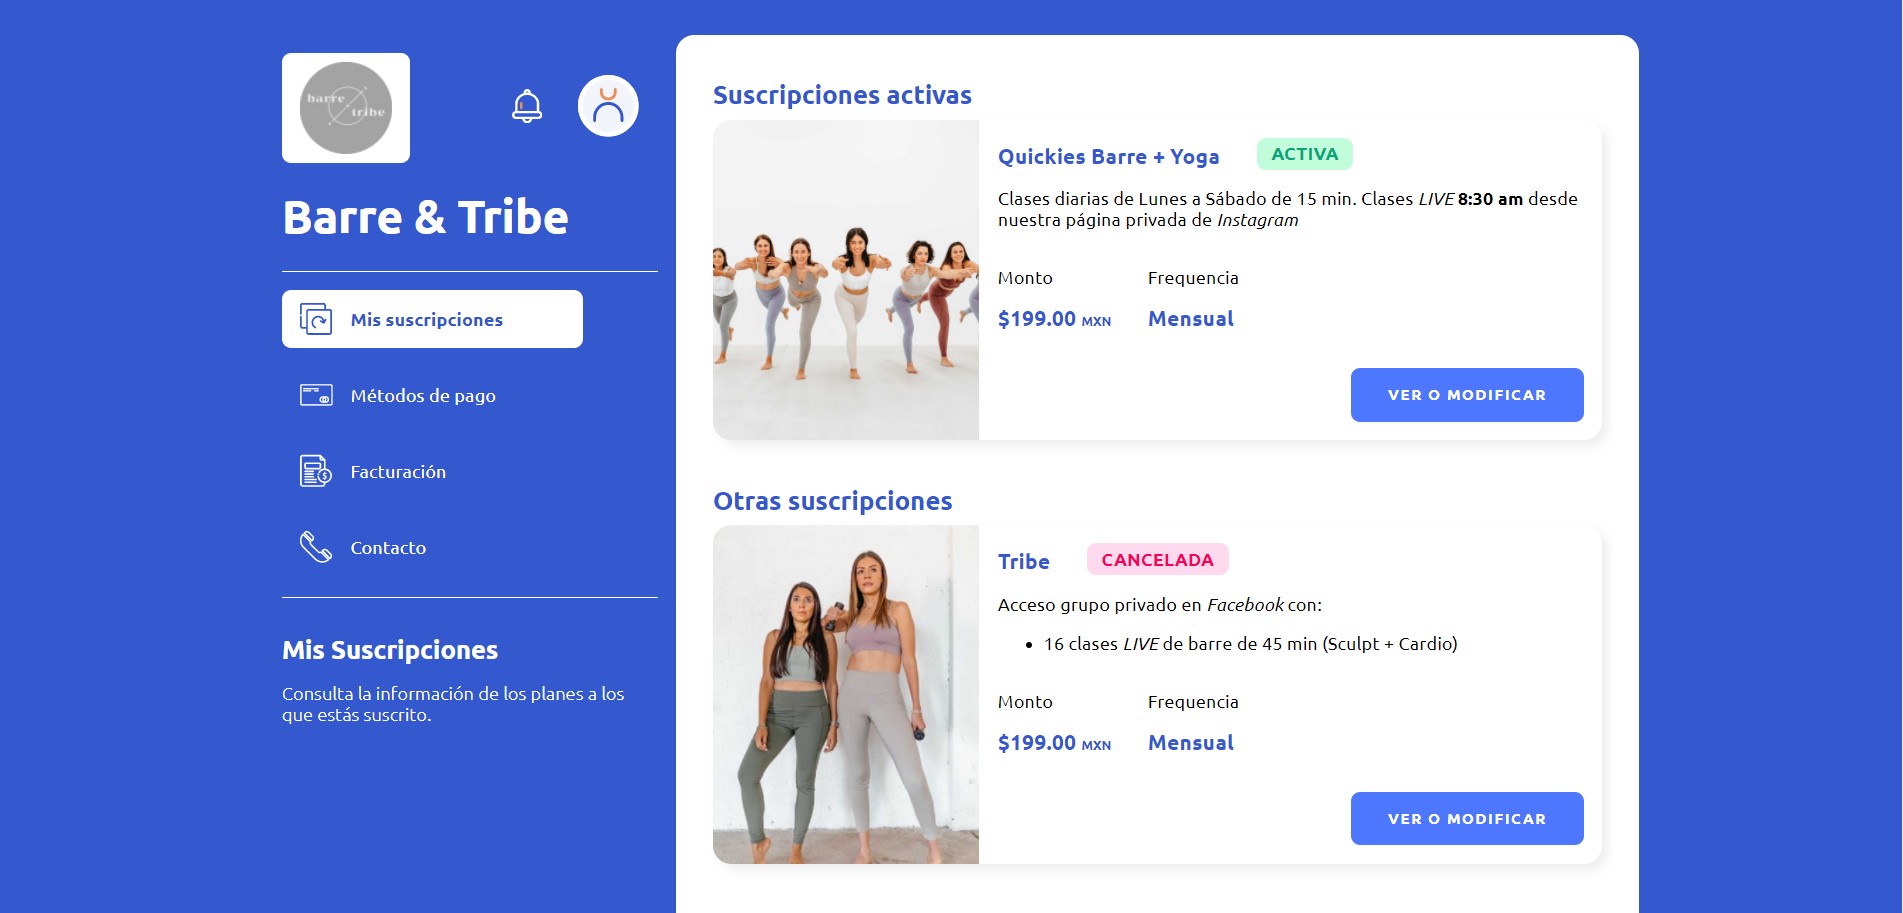 barre
tribe
Barre & Tribe
Mis suscripciones
Métodos de pago
Facturación
Contacto
Mis Suscripciones
Consulta la información de los planes a los
que estás suscrito.
Suscripciones activas
Quickies Barre + Yoga
ACTIVA
Clases diarias de Lunes a Sábado de 15 min. Clases LIVE 8:30 am desde
nuestra página privada de Instagram
Monto Frequencia
$199.00 MXN Mensual
VER O MODIFICAR
Otras suscripciones
Tribe
CANCELADA
Acceso grupo privado en Facebook con:
• 16 clases LIVE de barre de 45 min (Sculpt + Cardio)
Monto Frequencia
$199.00 MXN Mensual
VER O MODIFICAR